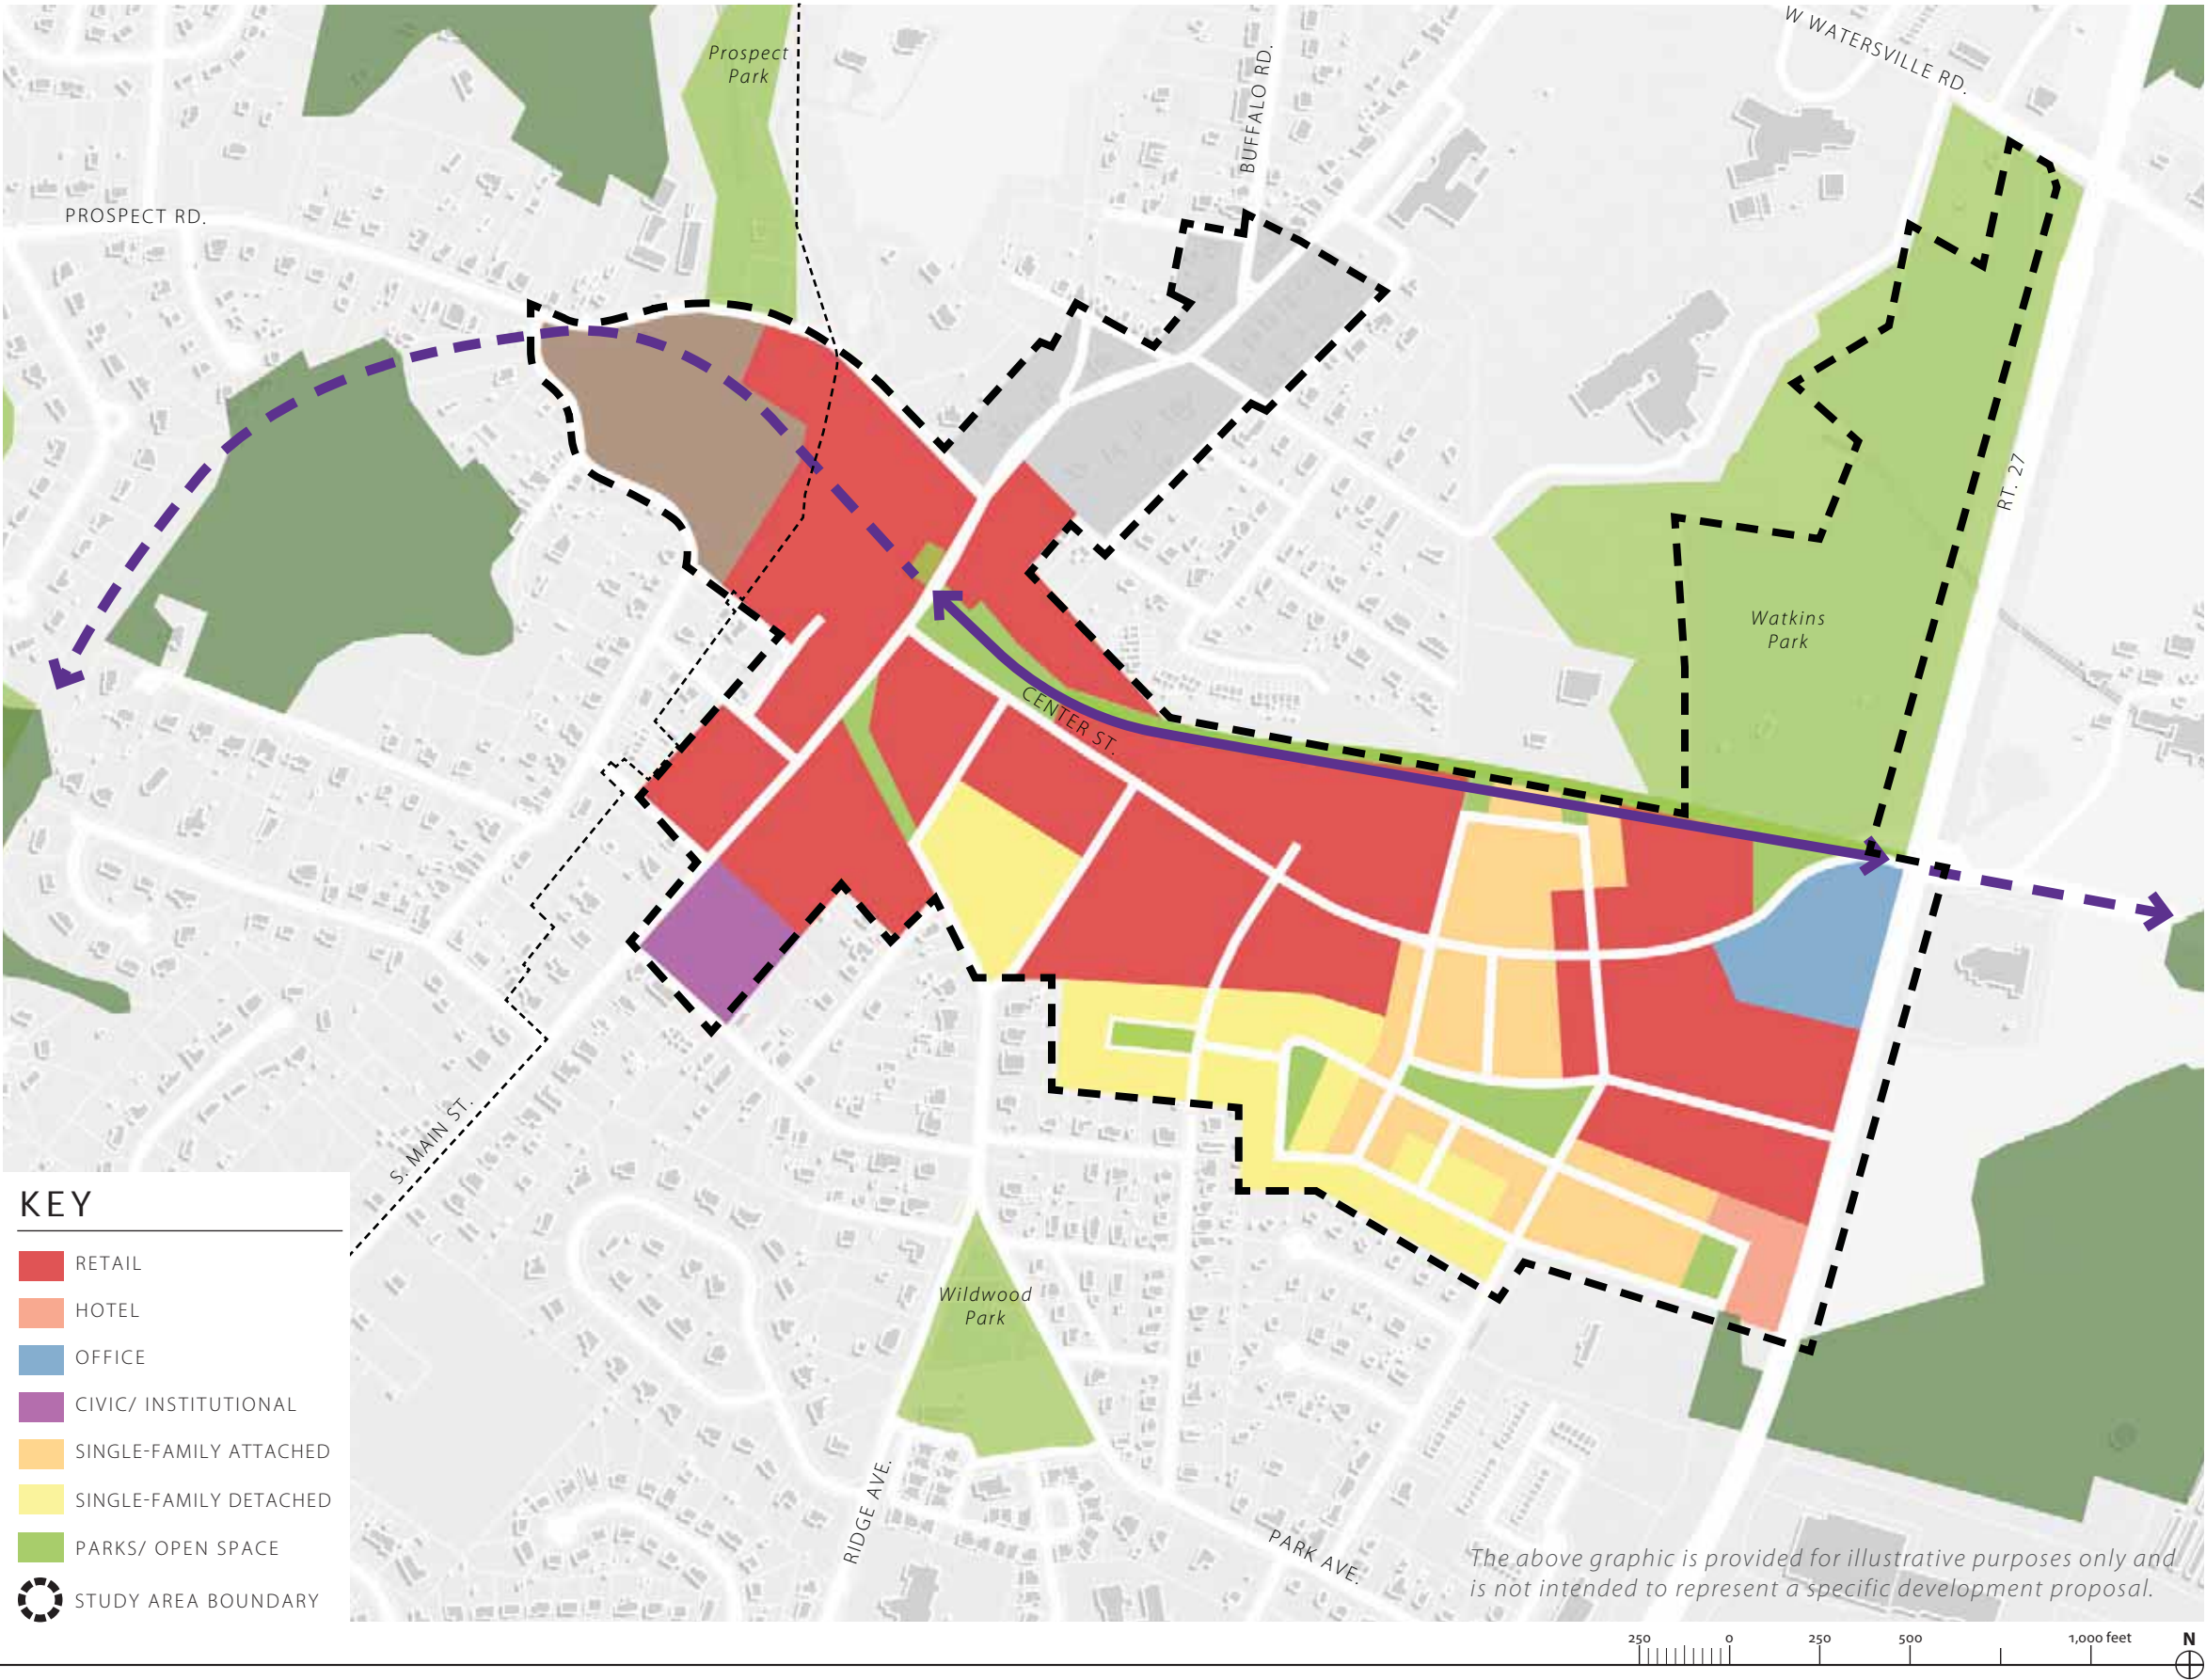 W WATERSVILLE RD.
Prospect
Park
BUFFALO RD.
PROSPECT RD.
RT. 27
Watkins
Park
CENTER ST.
S. MAIN ST.
KEY
RETAIL
HOTEL
OFFICE
CIVIC/ INSTITUTIONAL
SINGLE-FAMILY ATTACHED
SINGLE-FAMILY DETACHED
PARKS/ OPEN SPACE
STUDY AREA BOUNDARY
Wildwood
Park
RIDGE AVE.
PARK AVE.
The above graphic is provided for illustrative purposes only and
is not intended to represent a specific development proposal.
250 0 250 500 1,000 feet N